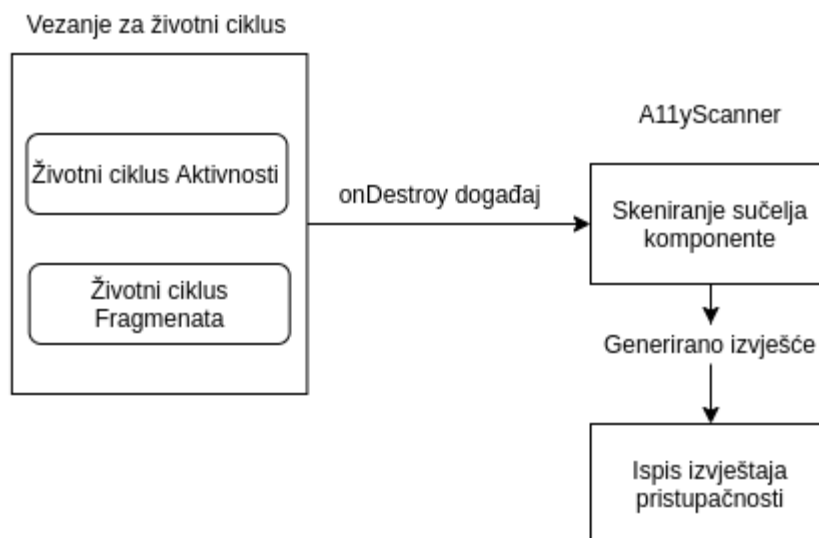 Vezanje za životni ciklus
Životni ciklus Aktivnosti
Životni ciklus
Fragmenata
onDestroy događaj
A11yScanner
Skeniranje sučelja
komponente
Generirano izvješće
Ispis izvještaja
pristupačnosti